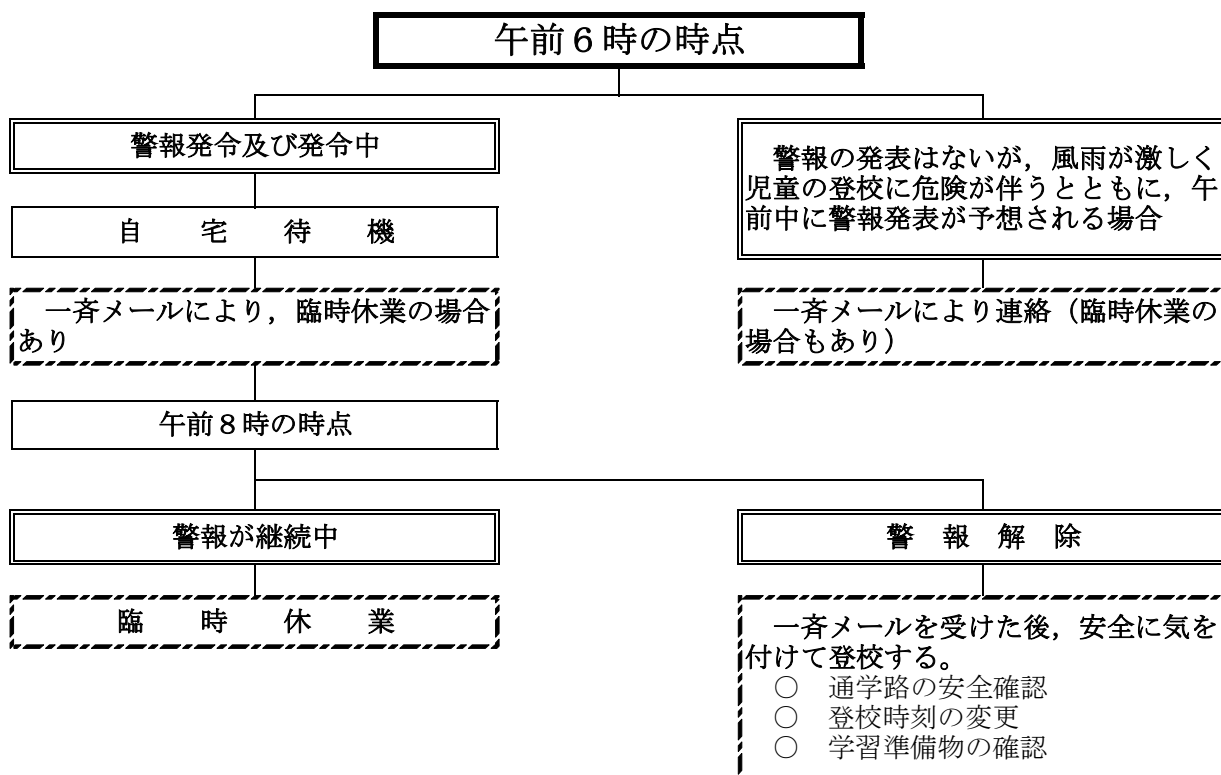 午前６時の時点
警報発令及び発令中
警報の発表はないが，風雨が激しく
児童の登校に危険が伴うとともに，午
前中に警報発表が予想される場合
自　宅　待　機
一斉メールにより，臨時休業の場合
あり
一斉メールにより連絡（臨時休業の
場合もあり）
午前８時の時点
警報が継続中
警　報　解　除
臨　時　休　業
一斉メールを受けた後，安全に気を
付けて登校する。
○　通学路の安全確認
○　登校時刻の変更
○　学習準備物の確認